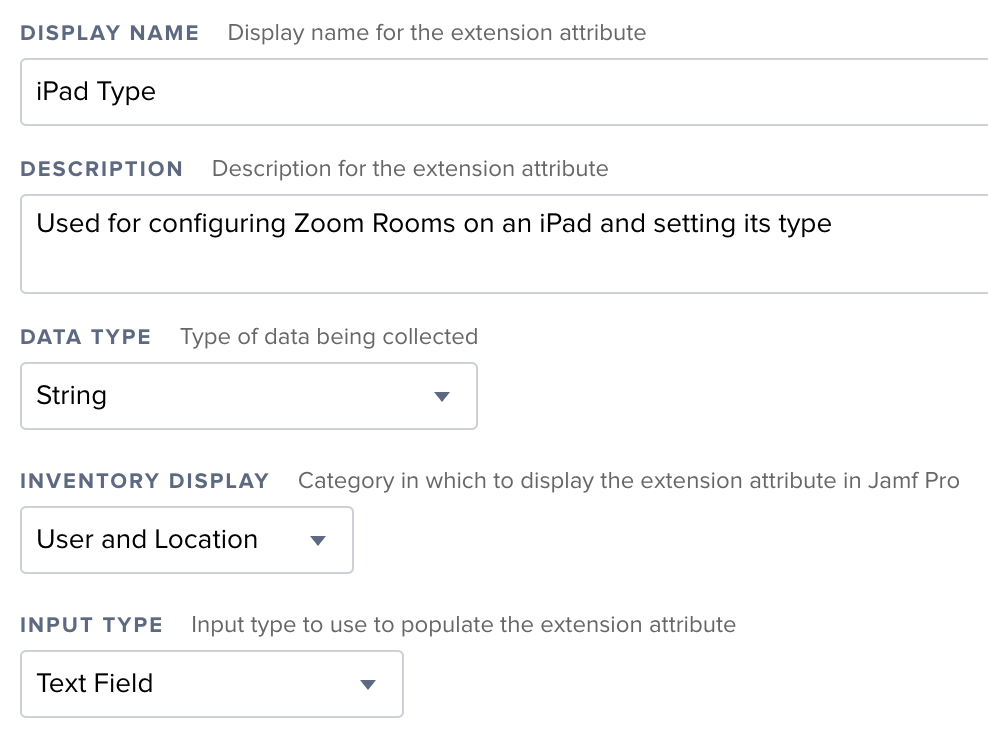 DISPLAY NAME Display name for the extension attribute
iPad Type
DESCRIPTION Description for the extension attribute
Used for configuring Zoom Rooms on an iPad and setting its type
DATA TYPE Type of data being collected
String
INVENTORY DISPLAY Category in which to display the extension attribute in Jamf Pro
User and Location
INPUT TYPE Input type to use to populate the extension attribute
Text Field